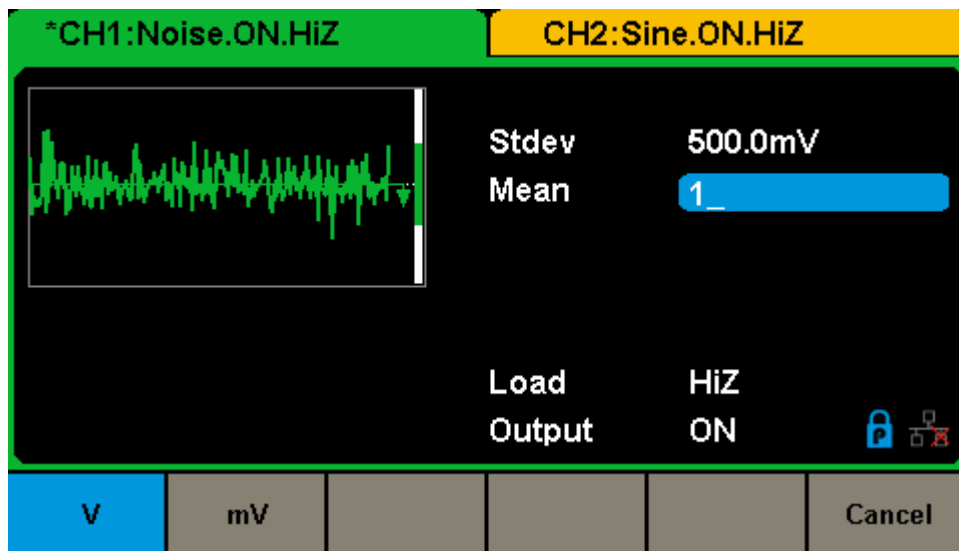 *CH1:Noise.ON.HiZ CH2:Sine.ON.HiZ
Stdev 500.0mV
Mean 1_
Load HiZ
Output ON P
V mV Cancel